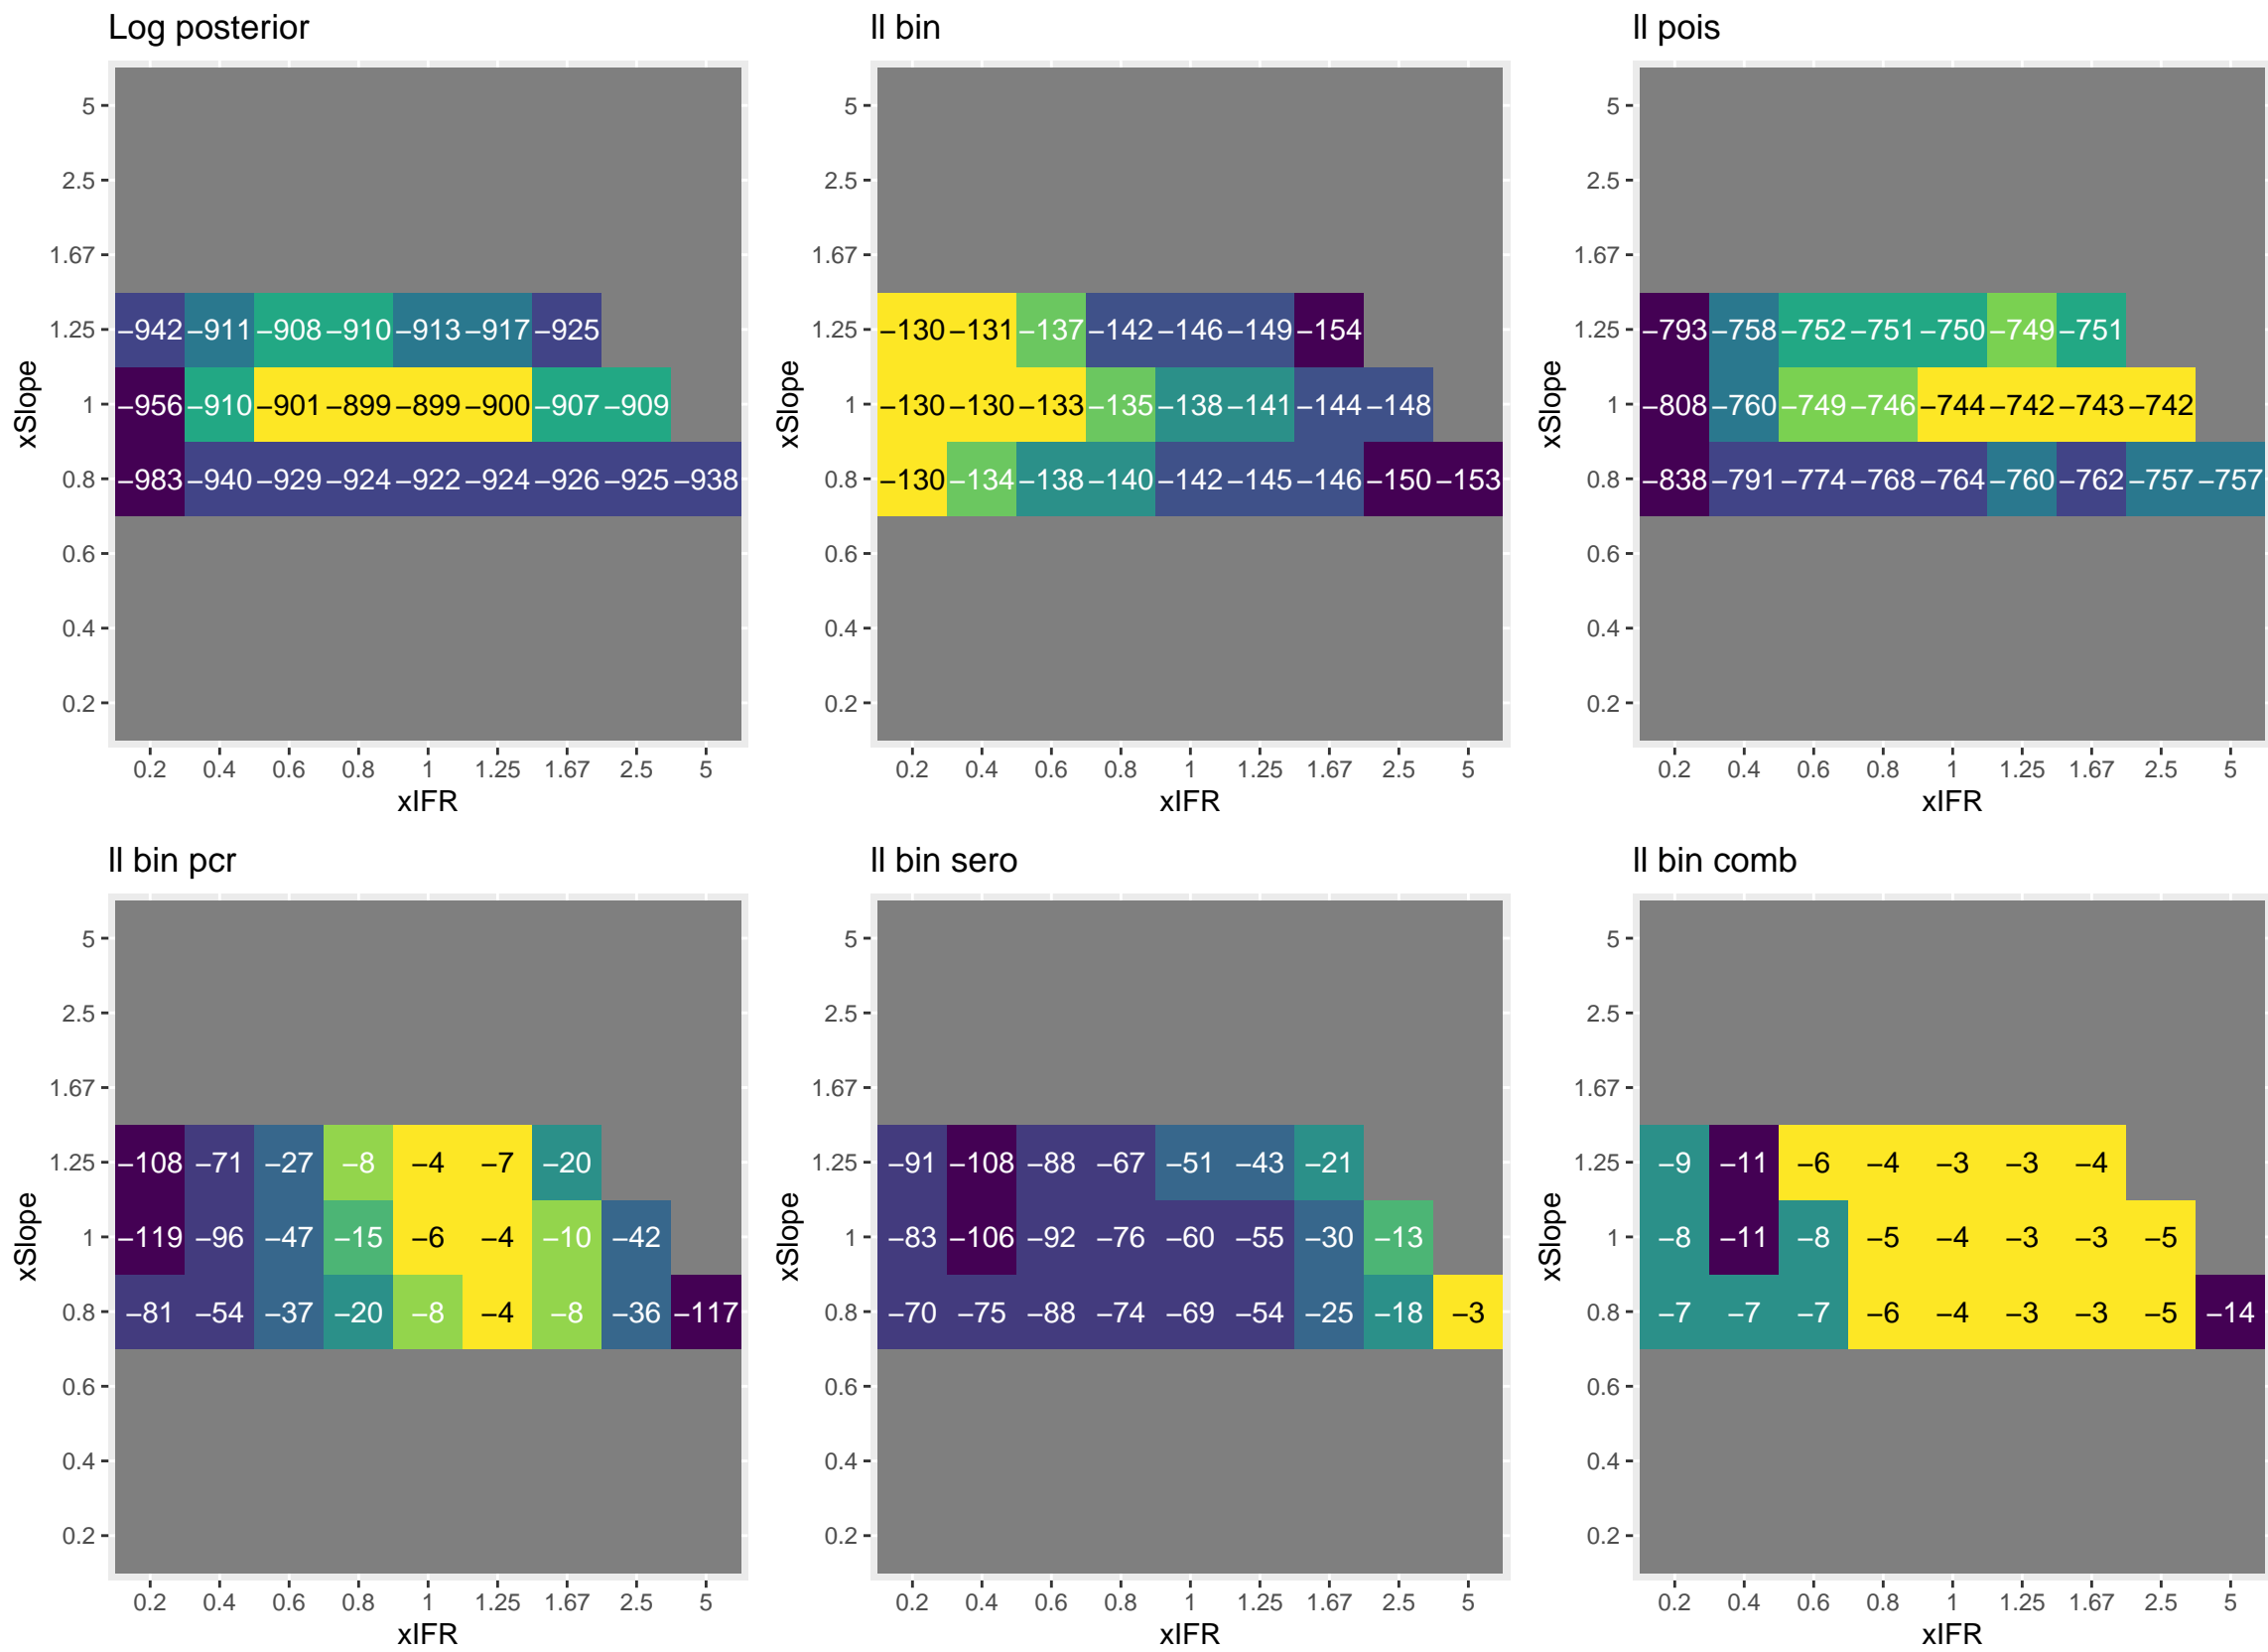 Log posterior
5
2.5
1.67
1.25
1
0.8
0.6
0.4
0.2
xSlope
−942 −911 −908 −910 −913 −917 −925
−956 −910 −901 −899 −899 −900 −907 −909
−983 −940 −929 −924 −922 −924 −926 −925 −938
0.2 0.4 0.6 0.8 1 1.25 1.67 2.5 5
xIFR
ll bin
5
2.5
1.67
1.25
1
0.8
0.6
0.4
0.2
xSlope
−130 −131 −137 −142 −146 −149 −154
−130 −130 −133 −135 −138 −141 −144 −148
−130 −134 −138 −140 −142 −145 −146 −150 −153
0.2 0.4 0.6 0.8 1 1.25 1.67 2.5 5
xIFR
ll pois
5
2.5
1.67
1.25
1
0.8
0.6
0.4
0.2
xSlope
−793 −758 −752 −751 −750 −749 −751
−808 −760 −749 −746 −744 −742 −743 −742
−838 −791 −774 −768 −764 −760 −762 −757 −757
0.2 0.4 0.6 0.8 1 1.25 1.67 2.5 5
xIFR
ll bin pcr
5
2.5
1.67
1.25
1
0.8
0.6
0.4
0.2
xSlope
−108 −71 −27 −8 −4 −7 −20
−119 −96 −47 −15 −6 −4 −10 −42
−81 −54 −37 −20 −8 −4 −8 −36 −117
0.2 0.4 0.6 0.8 1 1.25 1.67 2.5 5
xIFR
ll bin sero
5
2.5
1.67
1.25
1
0.8
0.6
0.4
0.2
xSlope
−91 −108 −88 −67 −51 −43 −21
−83 −106 −92 −76 −60 −55 −30 −13
−70 −75 −88 −74 −69 −54 −25 −18 −3
0.2 0.4 0.6 0.8 1 1.25 1.67 2.5 5
xIFR
ll bin comb
5
2.5
1.67
1.25
1
0.8
0.6
0.4
0.2
xSlope
−9 −11 −6 −4 −3 −3 −4
−8 −11 −8 −5 −4 −3 −3 −5
−7 −7 −7 −6 −4 −3 −3 −5 −14
0.2 0.4 0.6 0.8 1 1.25 1.67 2.5 5
xIFR